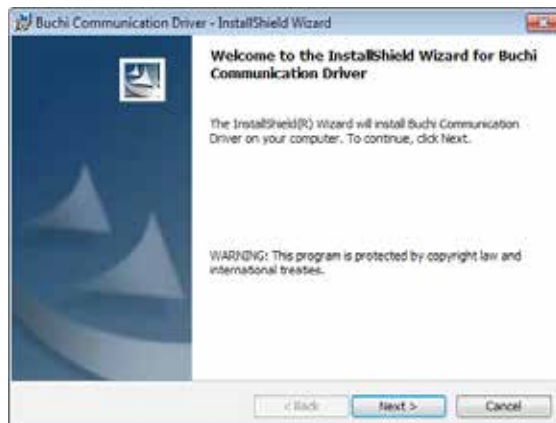 Buchi Communication Driver - InstallShield Wizard
Welcome to the InstallShield Wizard for Buchi
Communication Driver
The InstallShield(R) Wizard will install Buchi Communication
Driver on your computer. To continue, click Next.
WARNING: This program is protected by copyright law and
international treaties.
< Back
Next >
Cancel